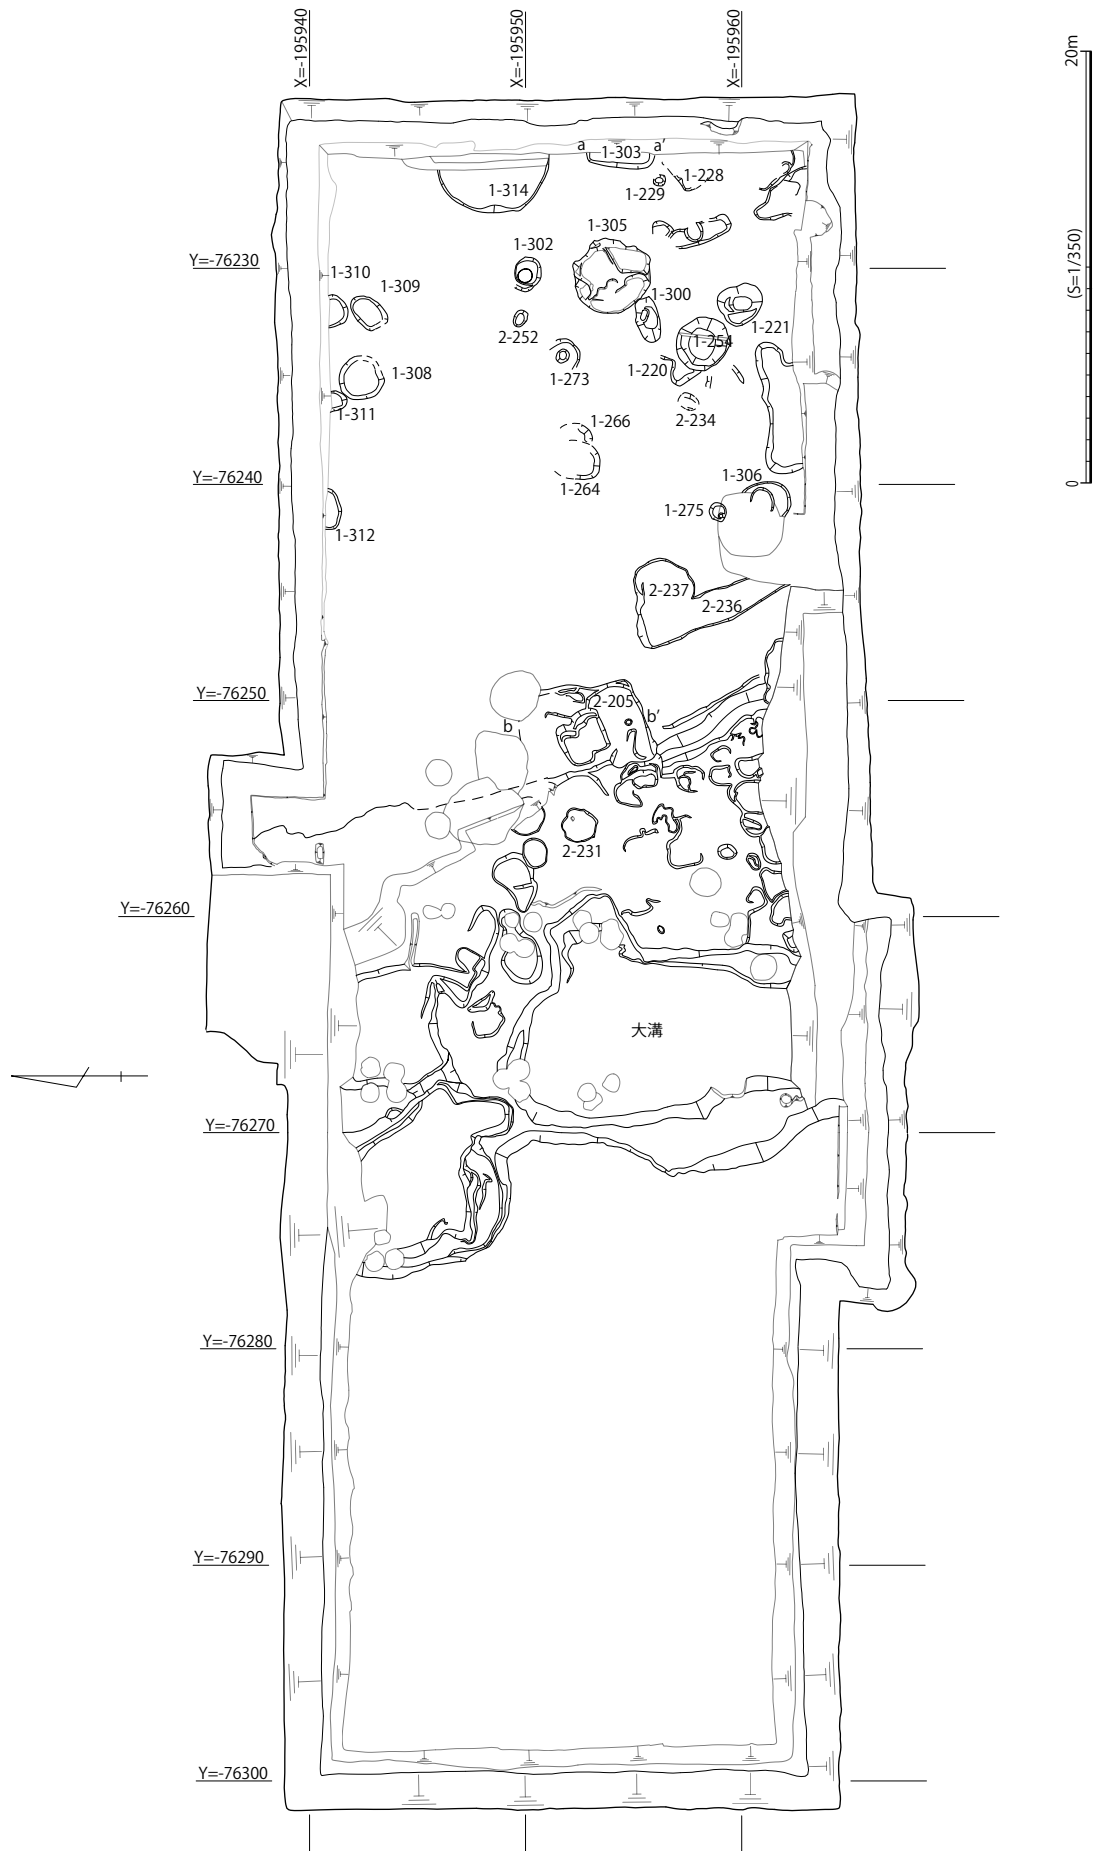 X=-195940
X=-195950
X=-195960
20m
(S=1/350)
0
a
1-303
a’
1-314
1-229
1-228
1-305
1-302
Y=-76230
1-310
1-309
1-300
2-252
1-221
1-254
1-273
1-220
1-308
1-311
2-234
1-266
Y=-76240
1-264
1-306
1-275
1-312
2-237
2-236
Y=-76250
2-205
b
b’
2-231
Y=-76260
大溝
Y=-76270
Y=-76280
Y=-76290
Y=-76300